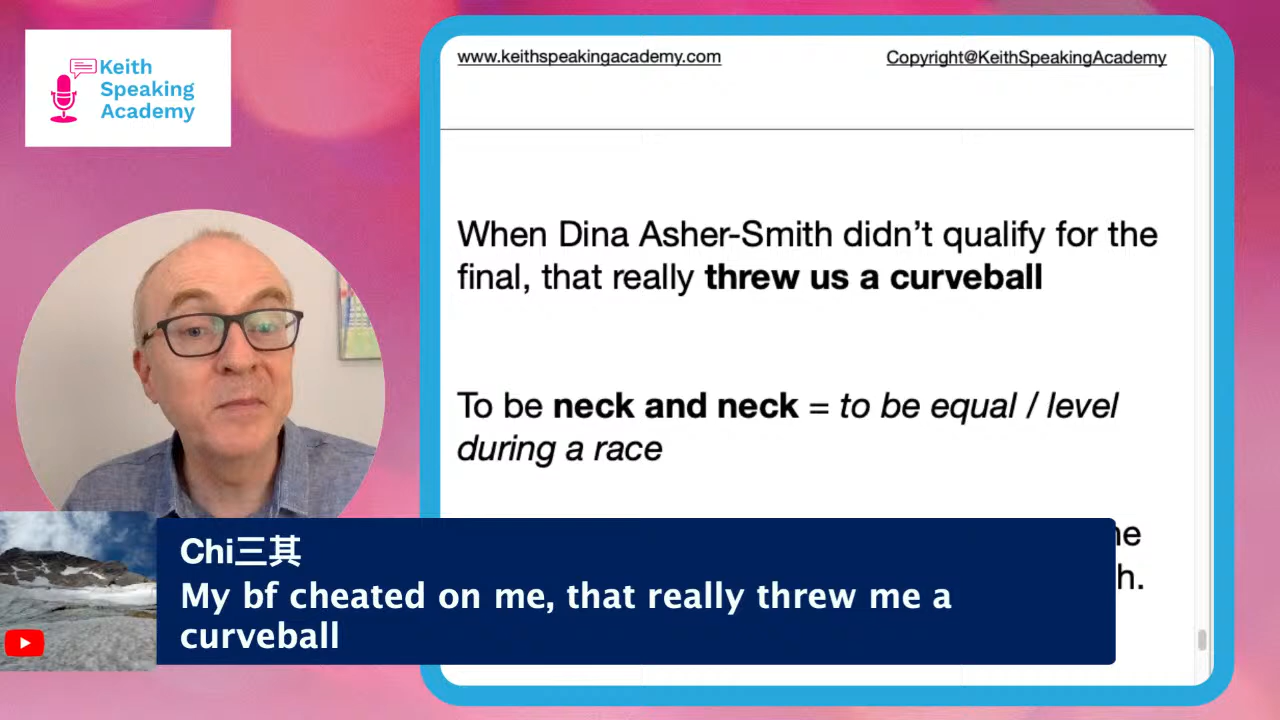 Keith
Speaking
Academy
www.keithspeakingacademy.com
Copyright@KeithSpeakingAcademy
When Dina Asher-Smith didn’t qualify for the
final, that really threw us a curveball
To be neck and neck = to be equal / level
during a race
Chi三其
My bf cheated on me, that really threw me a
curveball